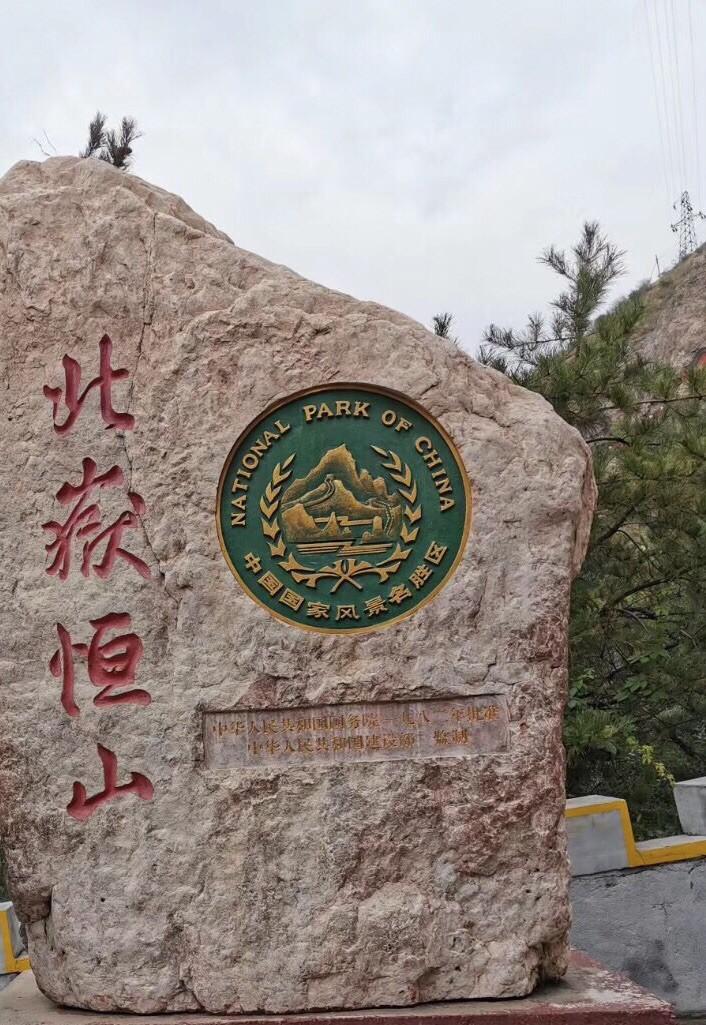 北嶽恒山
NATIONAL PARK OF CHINA
中国国家风景名胜区
中华人民共和国国务院一九八二年批准
中华人民共和国建设部 监制